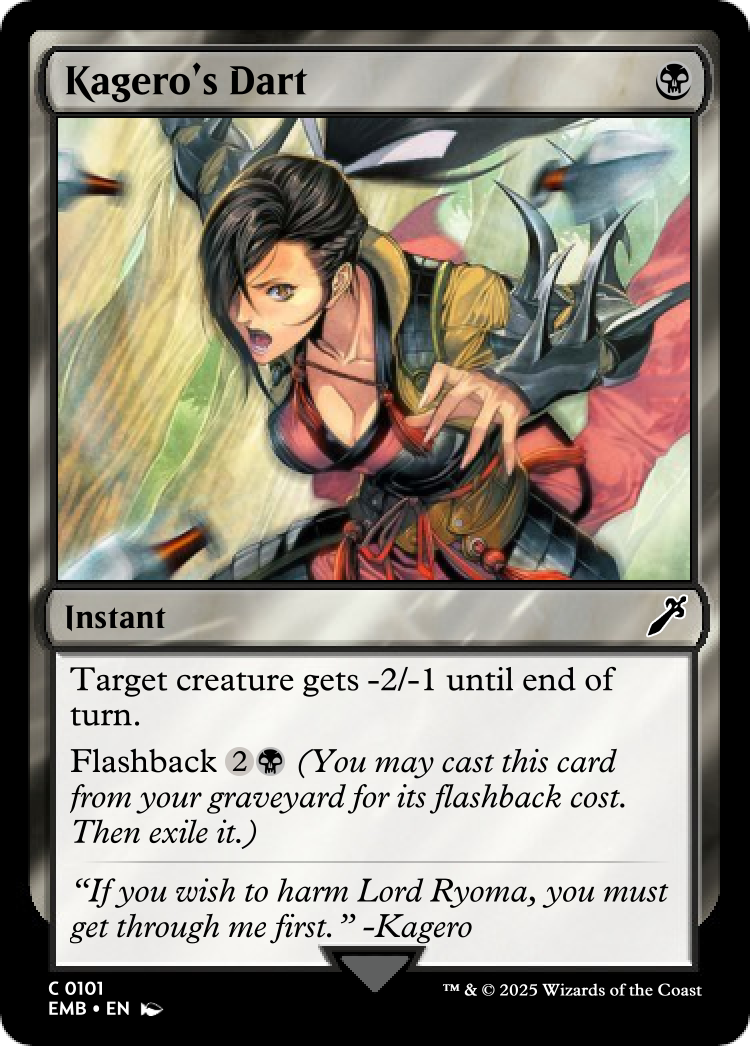 Kagero's Dart
Instant
Target creature gets -2/-1 until end of
turn.
Flashback 2 (You may cast this card
from your graveyard for its flashback cost.
Then exile it.)
“If you wish to harm Lord Ryoma, you must
get through me first.” -Kagero
C 0101
EMB • EN
™ & © 2025 Wizards of the Coast